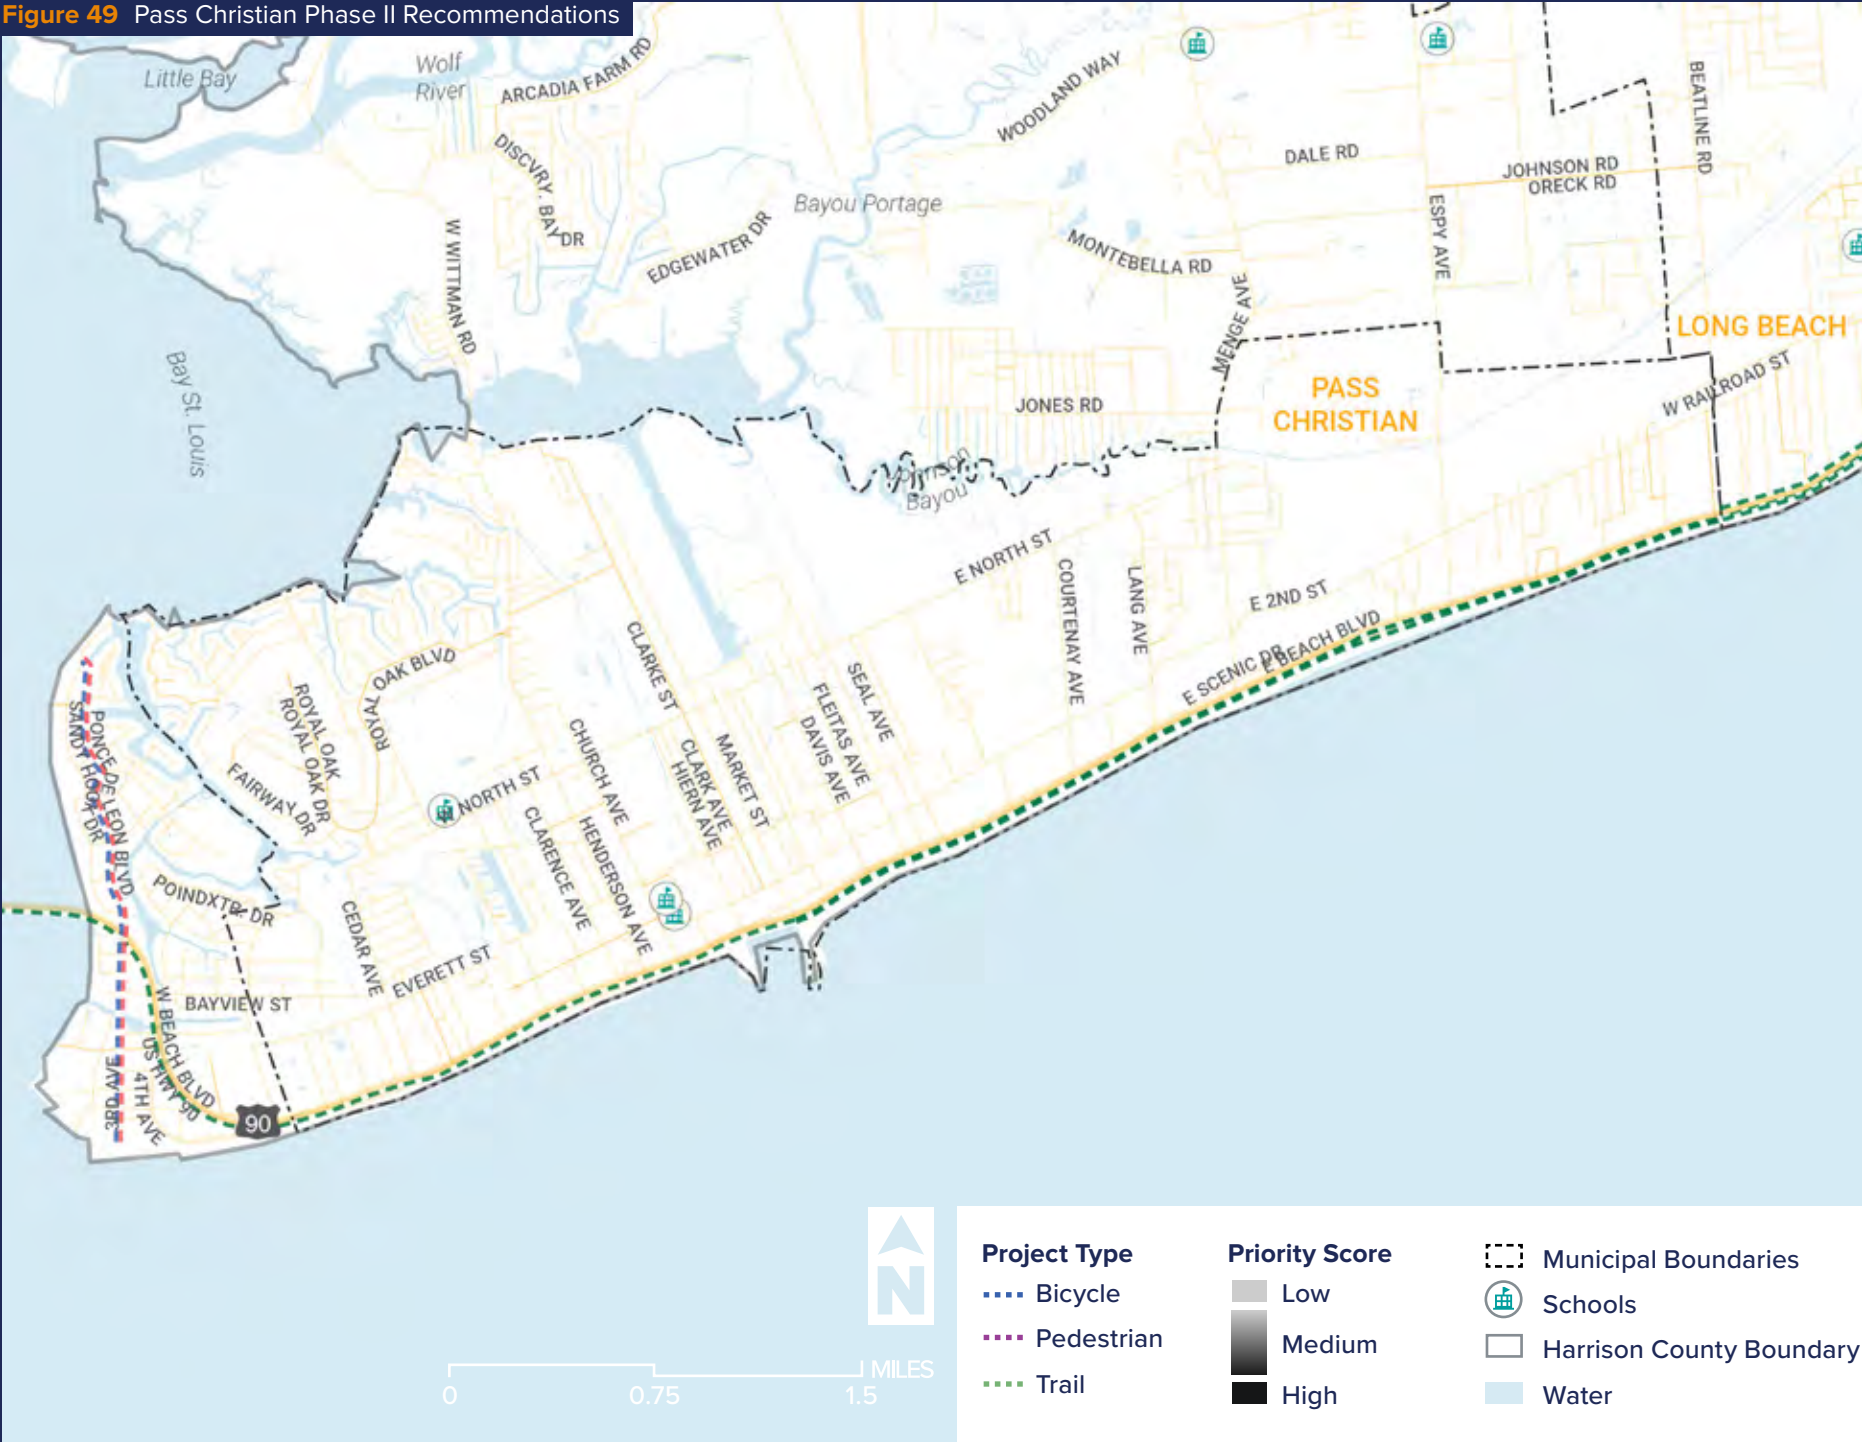 Figure 49 Pass Christian Phase II Recommendations
Little Bay
Wolf
River
ARCADIA FARM RD
WOODLAND WAY
BEATLINE RD
DISCVRY. BAY
DR
DALE RD
JOHNSON RD
ORECK RD
Bayou Portage
W WITTMAN RD
EDGEWATER DR
MONTEBELLA RD
ESPY AVE
MENGE AVE
LONG BEACH
Bay St. Louis
PASS
CHRISTIAN
JONES RD
W RAILROAD ST
Johnson
Bayou
E NORTH ST
COURTENAY AVE
LANG AVE
E 2ND ST
E BEACH BLVD
E SCENIC DR
CLARKE ST
OAK BLVD
ROYAL
ROYAL OAK
ROYAL OAK DR
SEAL AVE
FLEITAS AVE
DAVIS AVE
SANDY HOOK DR
PONCE DE LEON BLVD
CHURCH AVE
MARKET ST
CLARK AVE
HIERN AVE
FAIRWAY DR
W NORTH ST
CLARENCE AVE
HENDERSON AVE
POINDXTR. DR
CEDAR AVE
EVERETT ST
BAYVIEW ST
W BEACH BLVD
US HWY 90
3RD AVE
4TH AVE
90
N
MILES
0
0.75
1.5
Project Type
Bicycle
Pedestrian
Trail
Priority Score
Low
Medium
High
Municipal Boundaries
Schools
Harrison County Boundary
Water